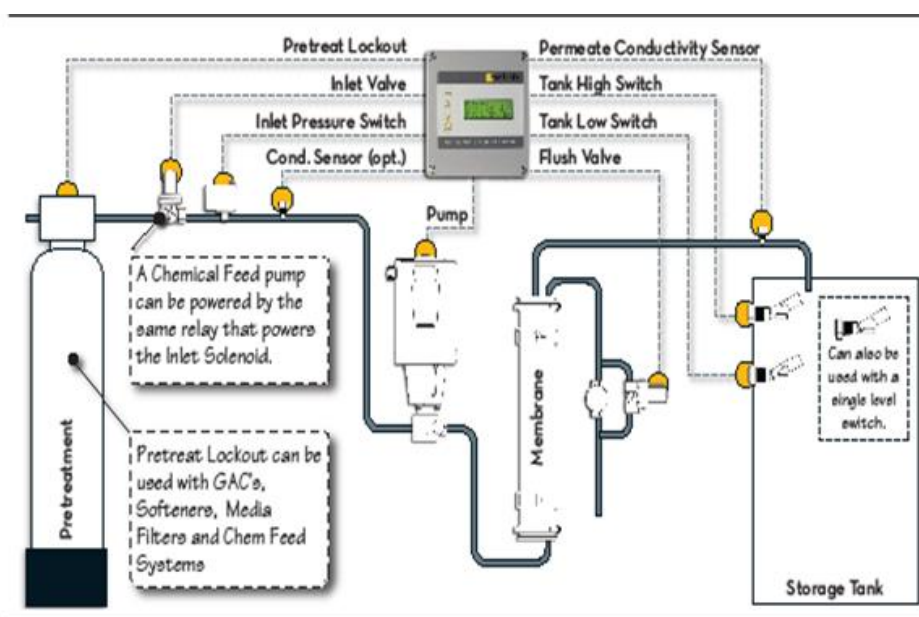 Pretreat Lockout
Inlet Valve
Inlet Pressure Switch
Cond. Sensor (opt.)
Permeate Conductivity Sensor
Tank High Switch
Tank Low Switch
Flush Valve
Pump
A Chemical Feed pump
can be powered by the
same relay that powers
the Inlet Solenoid.
Pretreat Lockout can be
used with GAC's,
Softeners, Media
Filters and Chem Feed
Systems
Pretreatment
Membrane
Can also be
used with a
single level
switch.
Storage Tank